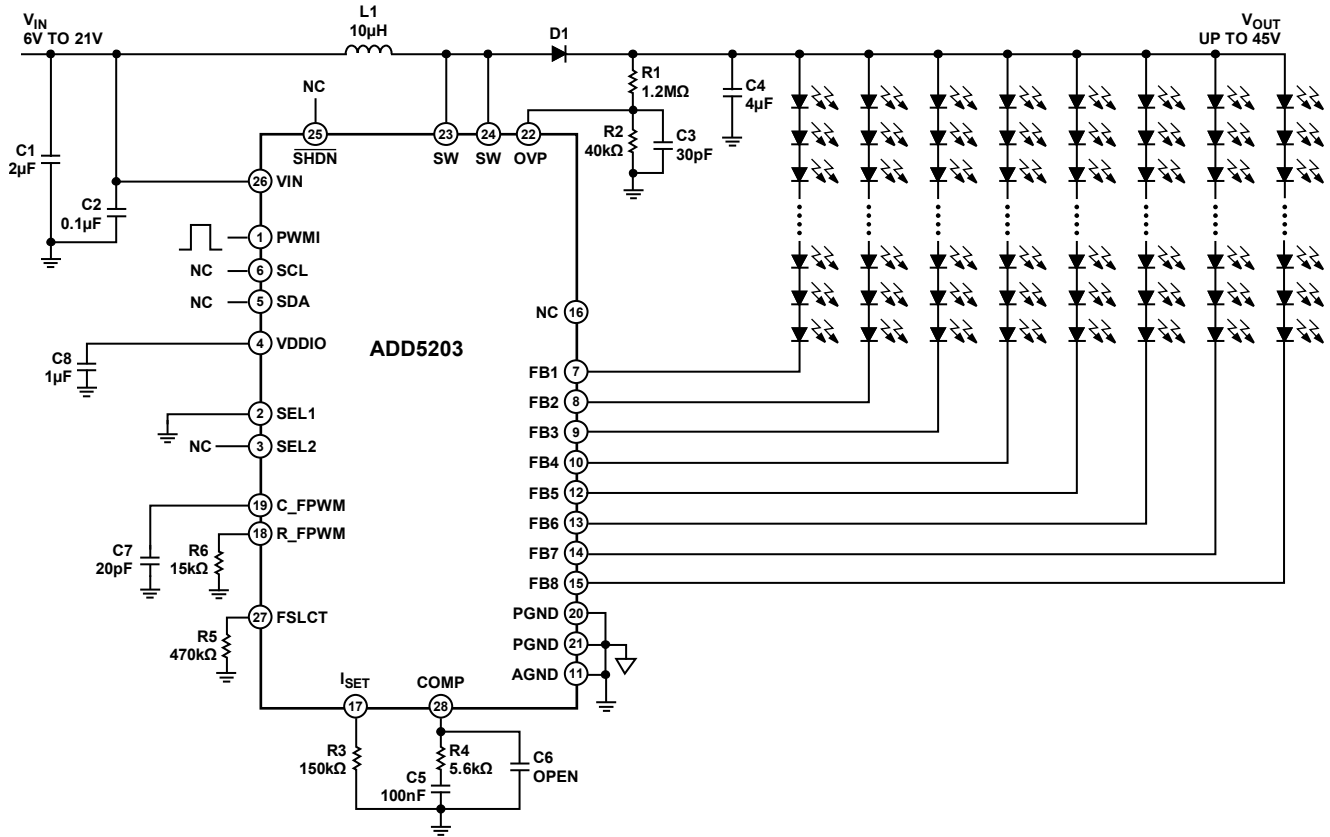 VIN
6V TO 21V
L1
10µH
D1
VOUT
UP TO 45V
R1
1.2MΩ
C4
4µF
NC
25
23
24
22
SHDN
SW
SW
OVP
R2
40kΩ
C3
30pF
C1
2µF
26 VIN
C2
0.1µF
1 PWMI
NC 6 SCL
NC 5 SDA
NC 16
4 VDDIO
ADD5203
C8
1µF
FB1 7
FB2 8
2 SEL1
FB3 9
NC 3 SEL2
FB4 10
FB5 12
19 C_FPWM
FB6 13
18 R_FPWM
C7
20pF
R6
15kΩ
FB7 14
FB8 15
27 FSLCT
PGND 20
R5
470kΩ
PGND 21
AGND 11
ISET
COMP
17
28
R3
150kΩ
R4
5.6kΩ
C6
OPEN
C5
100nF